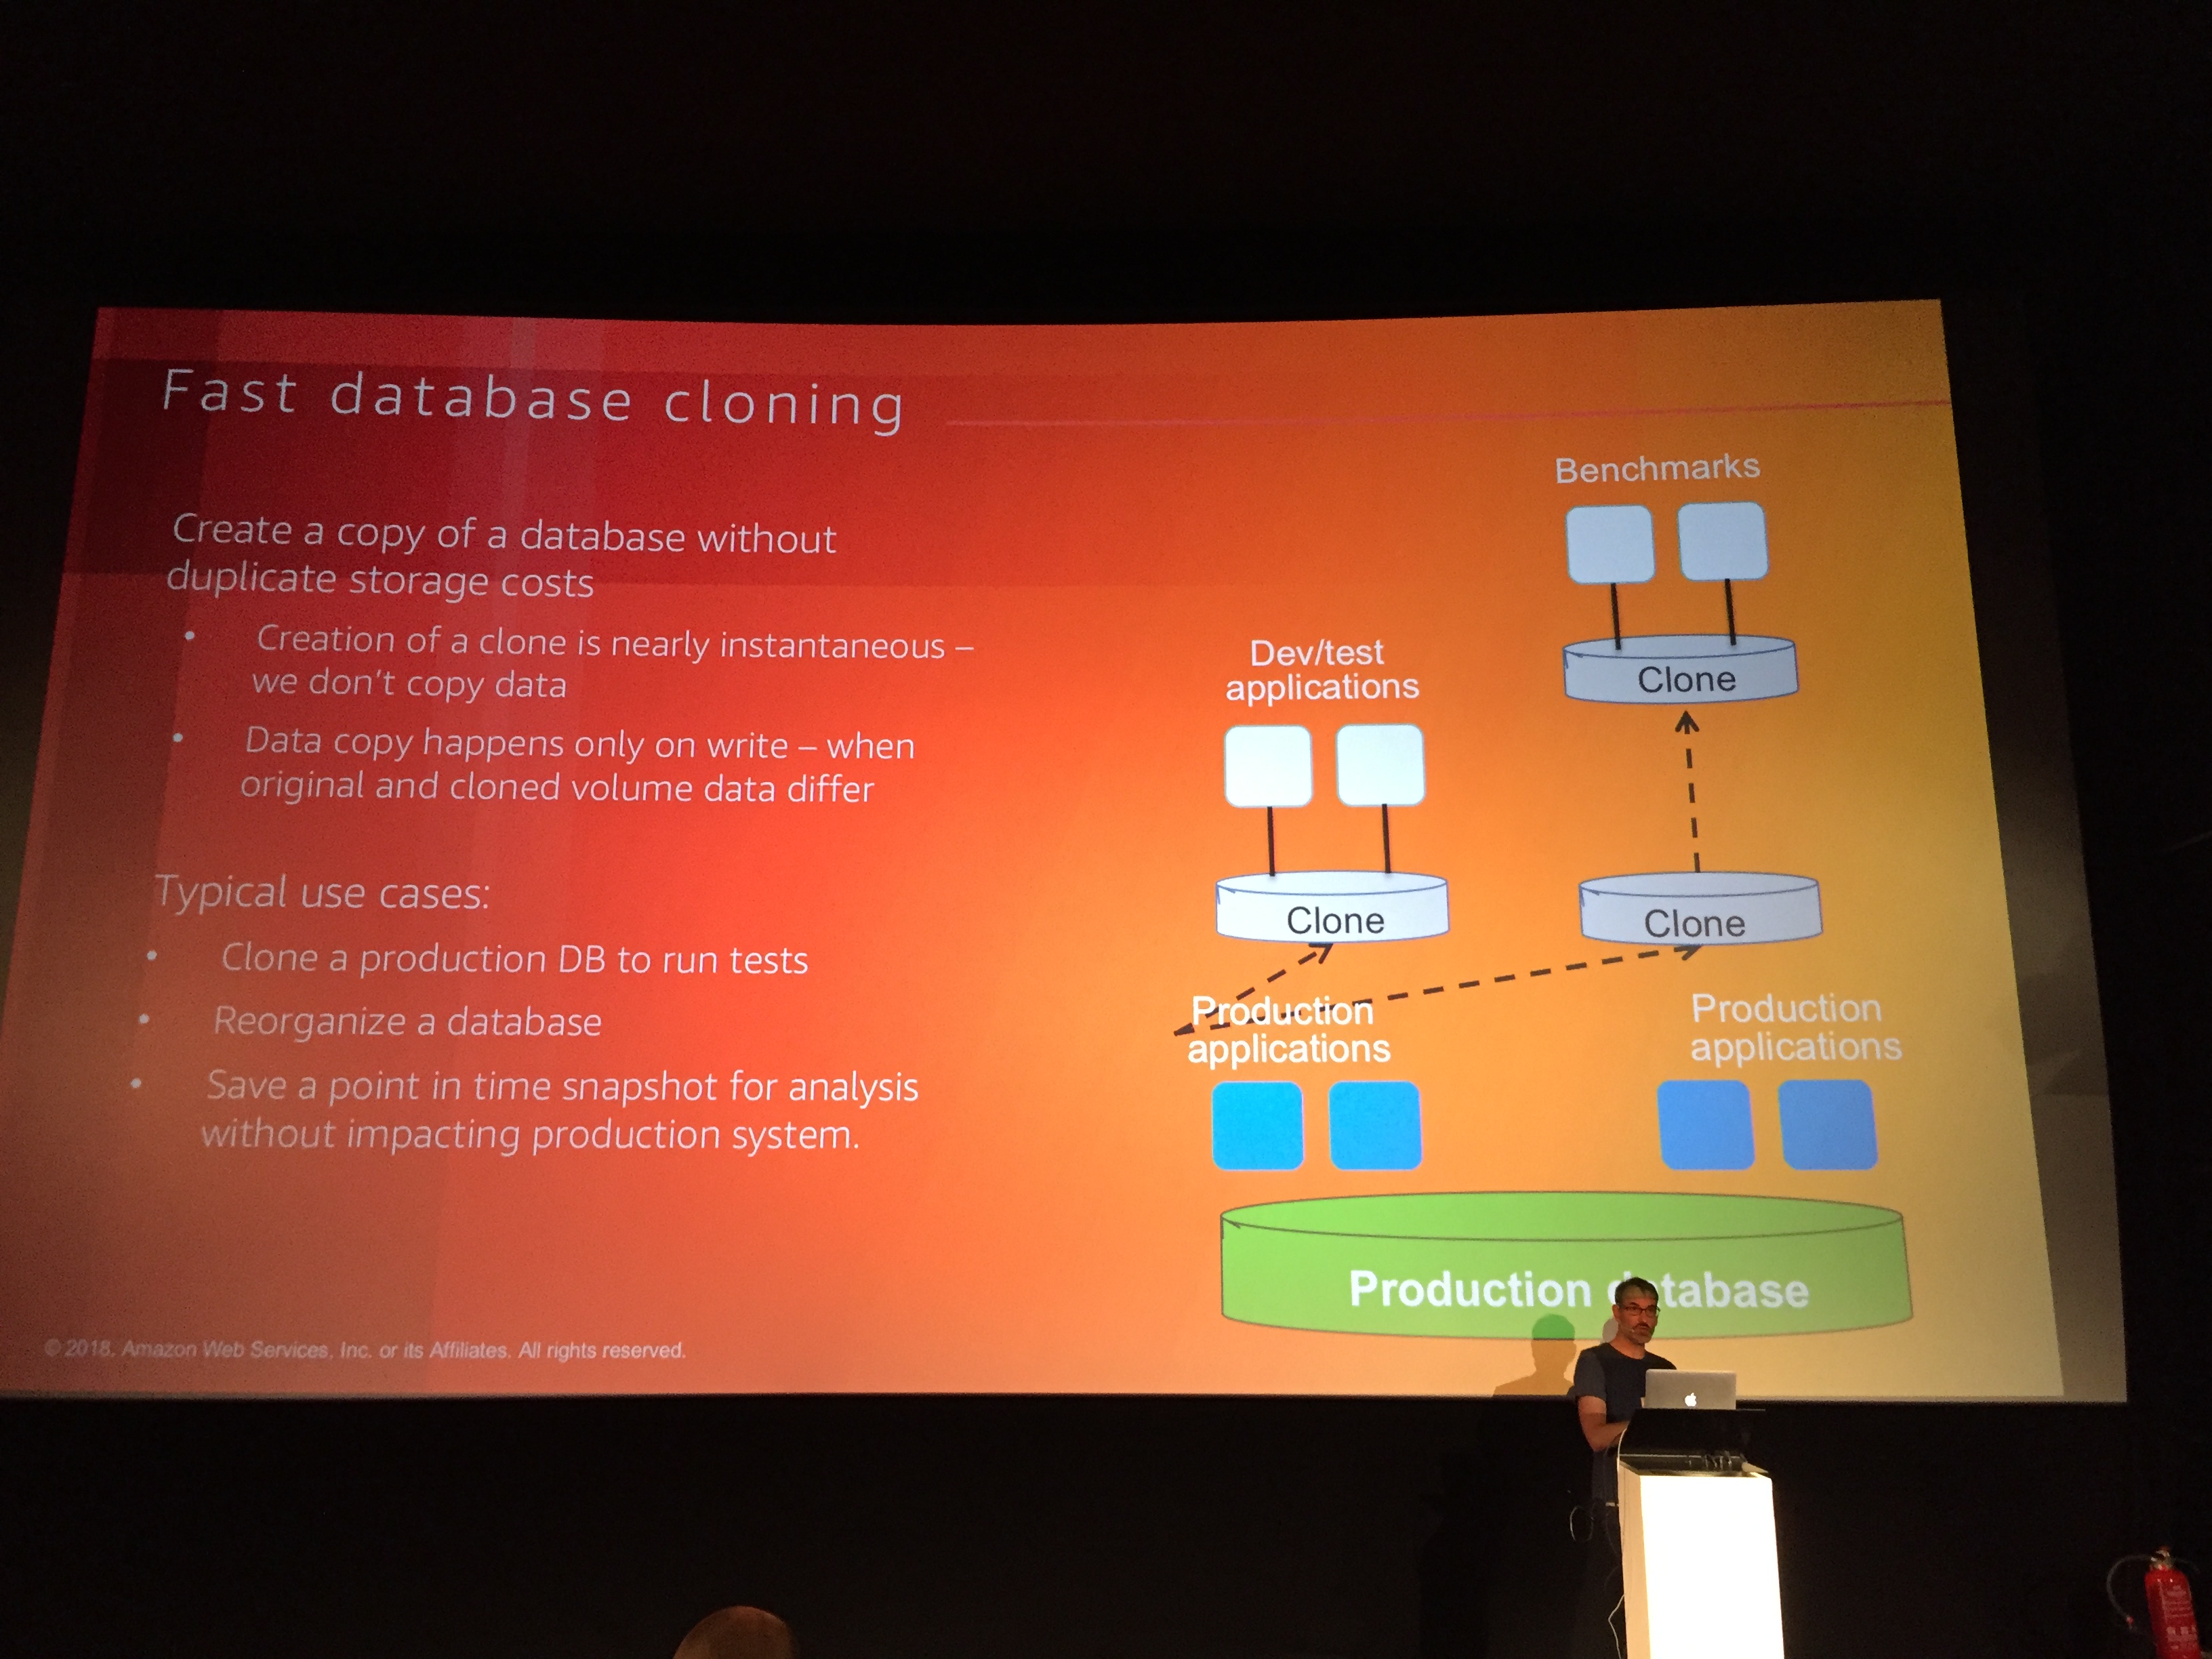 Fast database cloning
Create a copy of a database without
duplicate storage costs
• Creation of a clone is nearly instantaneous –
we don't copy data
• Data copy happens only on write – when
original and cloned volume data differ
Typical use cases:
• Clone a production DB to run tests
• Reorganize a database
• Save a point in time snapshot for analysis
without impacting production system.
Benchmarks
Clone
Dev/test
applications
Clone
Clone
Production
applications
Production
applications
Production database
© 2018, Amazon Web Services, Inc. or its Affiliates. All rights reserved.